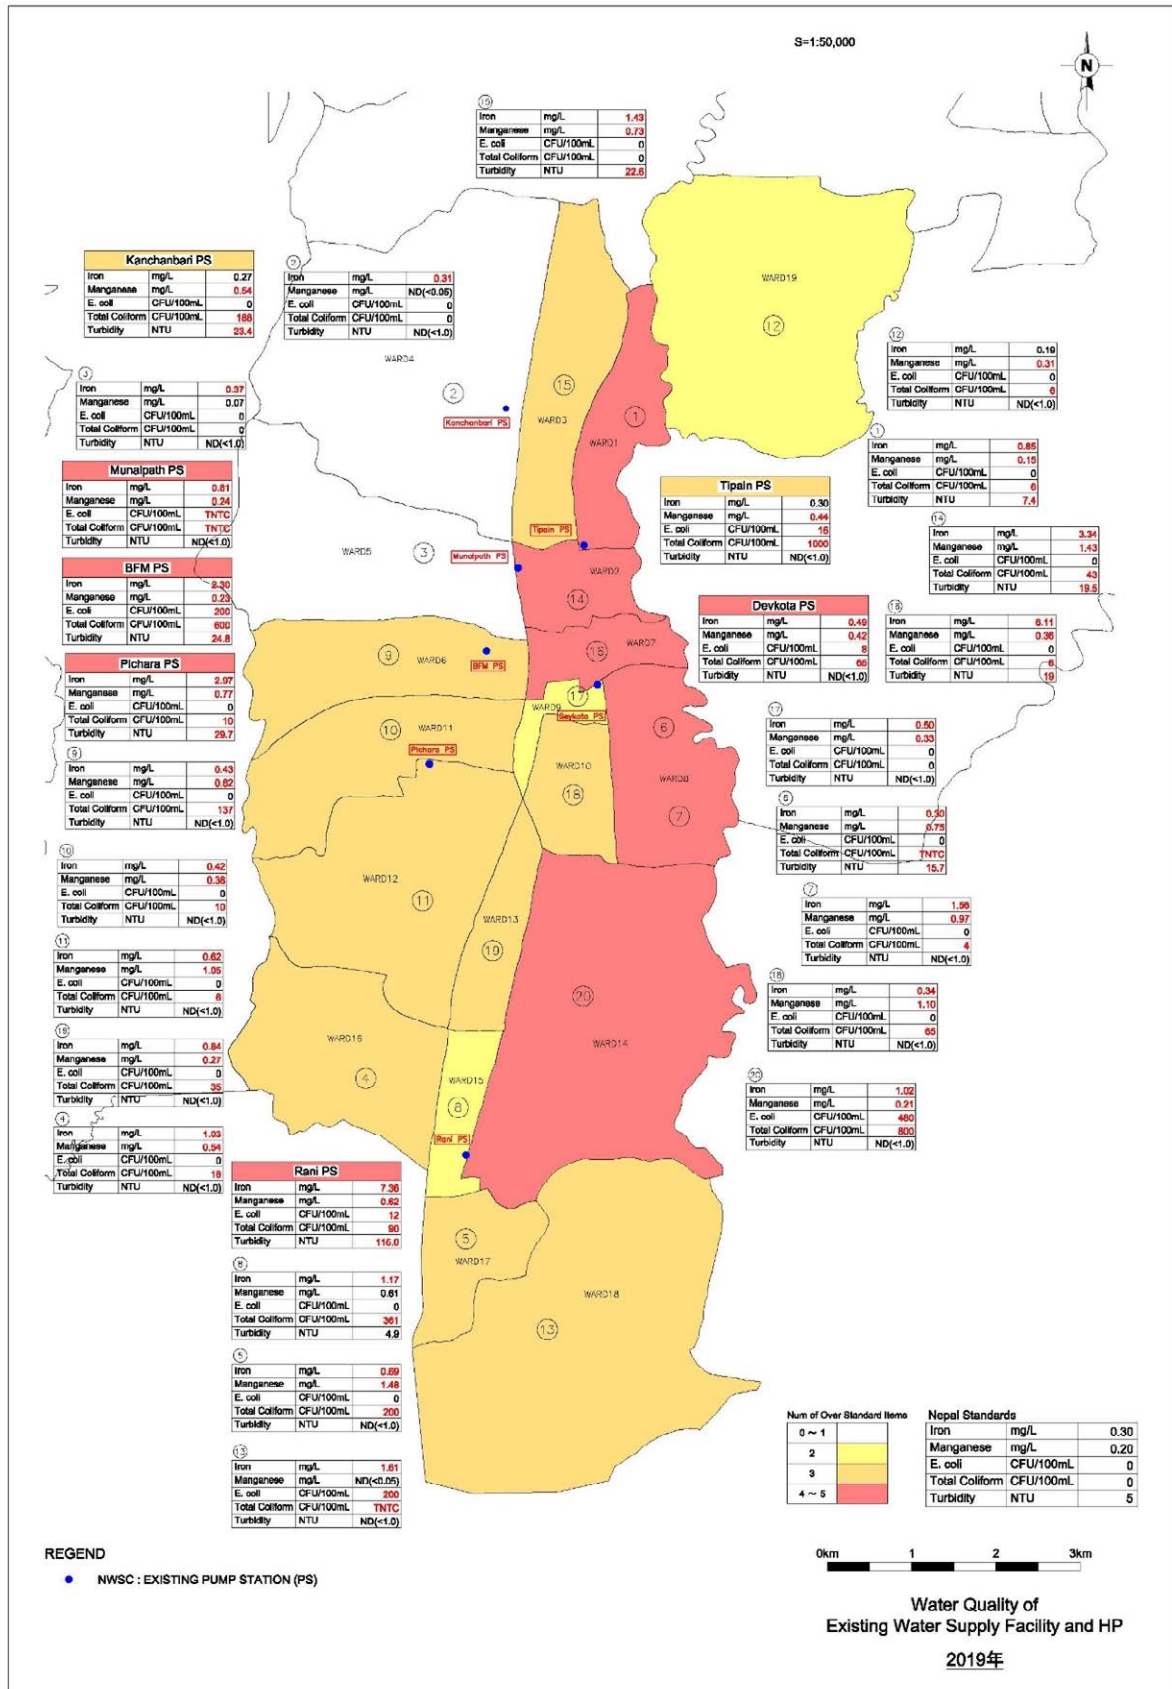 S=1:50,000
N
15
Iron mg/L 1.43
Manganese mg/L 0.73
E. coli CFU/100mL 0
Total Coliform CFU/100mL 0
Turbidity NTU 22.6
Kanchanbari PS
Iron mg/L 0.27
Manganese mg/L 0.54
E. coli CFU/100mL 0
Total Coliform CFU/100mL 188
Turbidity NTU 23.4
2
Iron mg/L 0.31
Manganese mg/L ND(<0.05)
E. coli CFU/100mL 0
Total Coliform CFU/100mL 0
Turbidity NTU ND(<1.0)
3
Iron mg/L 0.37
Manganese mg/L 0.07
E. coli CFU/100mL 0
Total Coliform CFU/100mL 0
Turbidity NTU ND(<1.0)
Munalpath PS
Iron mg/L 0.81
Manganese mg/L 0.24
E. coli CFU/100mL TNTC
Total Coliform CFU/100mL TNTC
Turbidity NTU ND(<1.0)
BFM PS
Iron mg/L 2.30
Manganese mg/L 0.23
E. coli CFU/100mL 200
Total Coliform CFU/100mL 600
Turbidity NTU 24.8
Pichara PS
Iron mg/L 2.97
Manganese mg/L 0.77
E. coli CFU/100mL 0
Total Coliform CFU/100mL 10
Turbidity NTU 29.7
9
Iron mg/L 0.43
Manganese mg/L 0.62
E. coli CFU/100mL 0
Total Coliform CFU/100mL 137
Turbidity NTU ND(<1.0)
10
Iron mg/L 0.42
Manganese mg/L 0.38
E. coli CFU/100mL 0
Total Coliform CFU/100mL 10
Turbidity NTU ND(<1.0)
11
Iron mg/L 0.62
Manganese mg/L 1.05
E. coli CFU/100mL 0
Total Coliform CFU/100mL 6
Turbidity NTU ND(<1.0)
19
Iron mg/L 0.84
Manganese mg/L 0.27
E. coli CFU/100mL 0
Total Coliform CFU/100mL 35
Turbidity NTU ND(<1.0)
4
Iron mg/L 1.03
Manganese mg/L 0.54
E. coli CFU/100mL 0
Total Coliform CFU/100mL 18
Turbidity NTU ND(<1.0)
Rani PS
Iron mg/L 7.36
Manganese mg/L 0.62
E. coli CFU/100mL 12
Total Coliform CFU/100mL 90
Turbidity NTU 116.0
8
Iron mg/L 1.17
Manganese mg/L 0.61
E. coli CFU/100mL 0
Total Coliform CFU/100mL 361
Turbidity NTU 4.9
5
Iron mg/L 0.69
Manganese mg/L 1.48
E. coli CFU/100mL 0
Total Coliform CFU/100mL 200
Turbidity NTU ND(<1.0)
13
Iron mg/L 1.61
Manganese mg/L ND(<0.05)
E. coli CFU/100mL 200
Total Coliform CFU/100mL TNTC
Turbidity NTU ND(<1.0)
WARD4
2
Kanchanbari PS
WARD5
3
Munalpath PS
15
WARD3
Tipain PS
1
WARD1
WARD19
12
WARD2
14
WARD7
16
9
WARD6
BFM PS
17
WARD9
Seykota PS
10
WARD11
Pichara PS
WARD10
18
6
WARD8
7
WARD12
11
WARD13
19
20
WARD14
WARD16
4
WARD15
8
Rani PS
5
WARD17
WARD18
13
12
Iron mg/L 0.19
Manganese mg/L 0.31
E. coli CFU/100mL 0
Total Coliform CFU/100mL 6
Turbidity NTU ND(<1.0)
1
Iron mg/L 0.85
Manganese mg/L 0.15
E. coli CFU/100mL 0
Total Coliform CFU/100mL 6
Turbidity NTU 7.4
Tipain PS
Iron mg/L 0.30
Manganese mg/L 0.44
E. coli CFU/100mL 16
Total Coliform CFU/100mL 1000
Turbidity NTU ND(<1.0)
14
Iron mg/L 3.34
Manganese mg/L 1.43
E. coli CFU/100mL 0
Total Coliform CFU/100mL 43
Turbidity NTU 19.5
Devkota PS
Iron mg/L 0.49
Manganese mg/L 0.42
E. coli CFU/100mL 8
Total Coliform CFU/100mL 66
Turbidity NTU ND(<1.0)
16
Iron mg/L 6.11
Manganese mg/L 0.36
E. coli CFU/100mL 0
Total Coliform CFU/100mL 6
Turbidity NTU 19
17
Iron mg/L 0.50
Manganese mg/L 0.33
E. coli CFU/100mL 0
Total Coliform CFU/100mL 0
Turbidity NTU ND(<1.0)
Iron mg/L 0.30
Manganese mg/L 0.75
E. coli CFU/100mL 0
Total Coliform CFU/100mL TNTC
Turbidity NTU 15.7
7
Iron mg/L 1.56
Manganese mg/L 0.97
E. coli CFU/100mL 0
Total Coliform CFU/100mL 4
Turbidity NTU ND(<1.0)
18
Iron mg/L 0.34
Manganese mg/L 1.10
E. coli CFU/100mL 0
Total Coliform CFU/100mL 65
Turbidity NTU ND(<1.0)
20
Iron mg/L 1.02
Manganese mg/L 0.21
E. coli CFU/100mL 480
Total Coliform CFU/100mL 800
Turbidity NTU ND(<1.0)
Num of Over Standard Items
0 ~ 1
2
3
4 ~ 5
Nepal Standards
Iron mg/L 0.30
Manganese mg/L 0.20
E. coli CFU/100mL 0
Total Coliform CFU/100mL 0
Turbidity NTU 5
REGEND
NWSC : EXISTING PUMP STATION (PS)
0km 1 2 3km
Water Quality of
Existing Water Supply Facility and HP
2019年